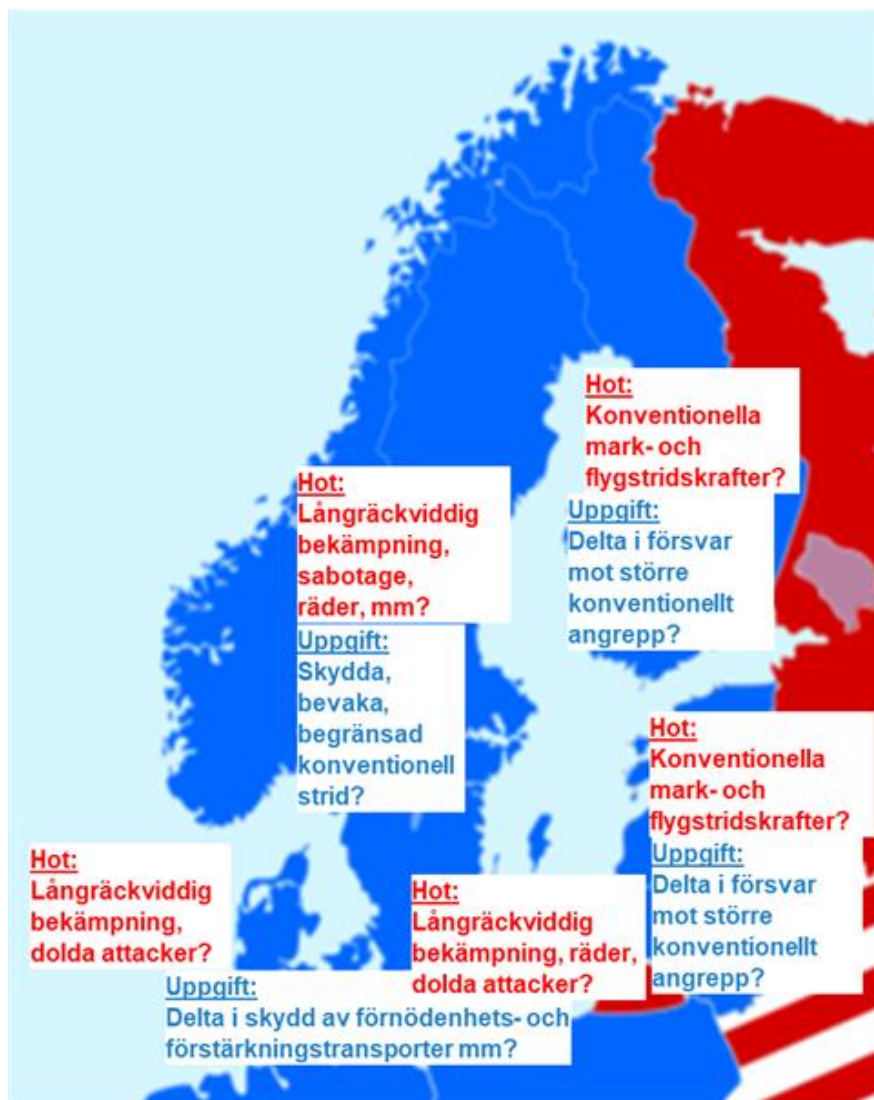 Hot:
Konventionella
mark- och
flygstridskrafter?
Uppgift:
Delta i försvar
mot större
konventionellt
angrepp?
Hot:
Långräckviddig
bekämpning,
sabotage,
räder, mm?
Uppgift:
Skydda,
bevaka,
begränsad
konventionell
strid?
Hot:
Konventionella
mark- och
flygstridskrafter?
Uppgift:
Delta i försvar
mot större
konventionellt
angrepp?
Hot:
Långräckviddig
bekämpning,
dolda attacker?
Hot:
Långräckviddig
bekämpning, räder,
dolda attacker?
Uppgift:
Delta i skydd av förnödenhets- och
förstärkningstransporter mm?